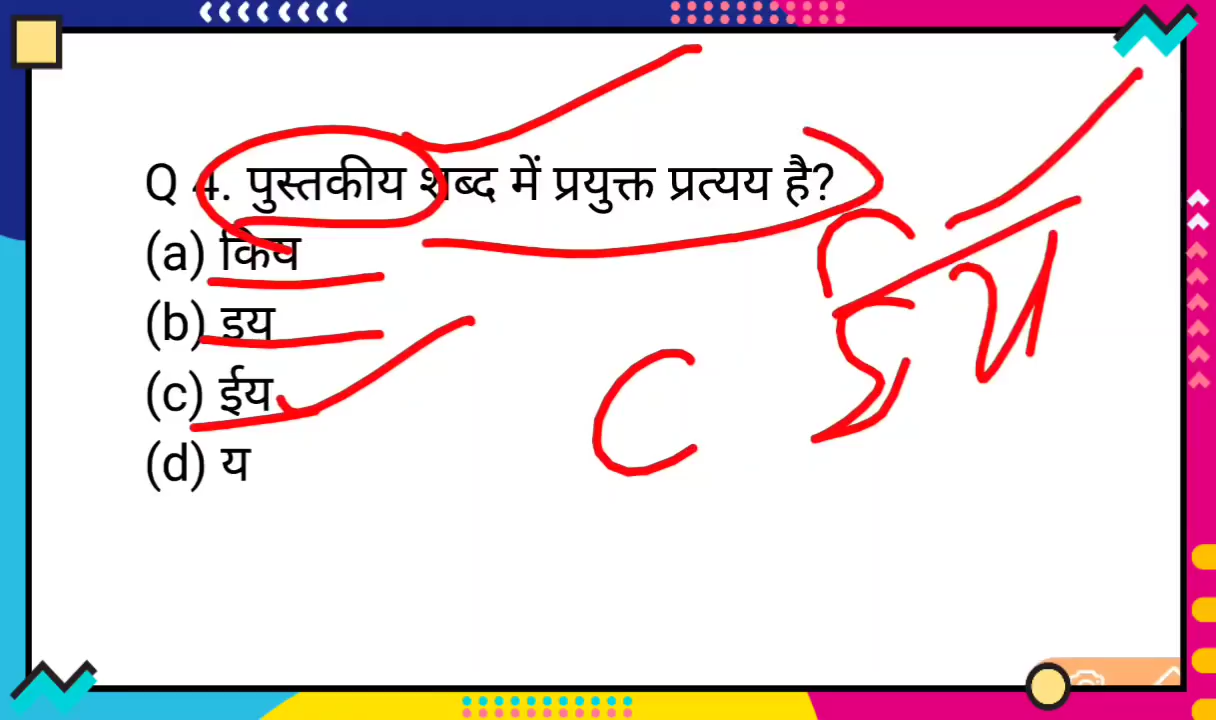 Q 4. पुस्तकीय शब्द में प्रयुक्त प्रत्यय है?
(a) किय
(b) इय
(c) ईय
(d) य
C
ईय